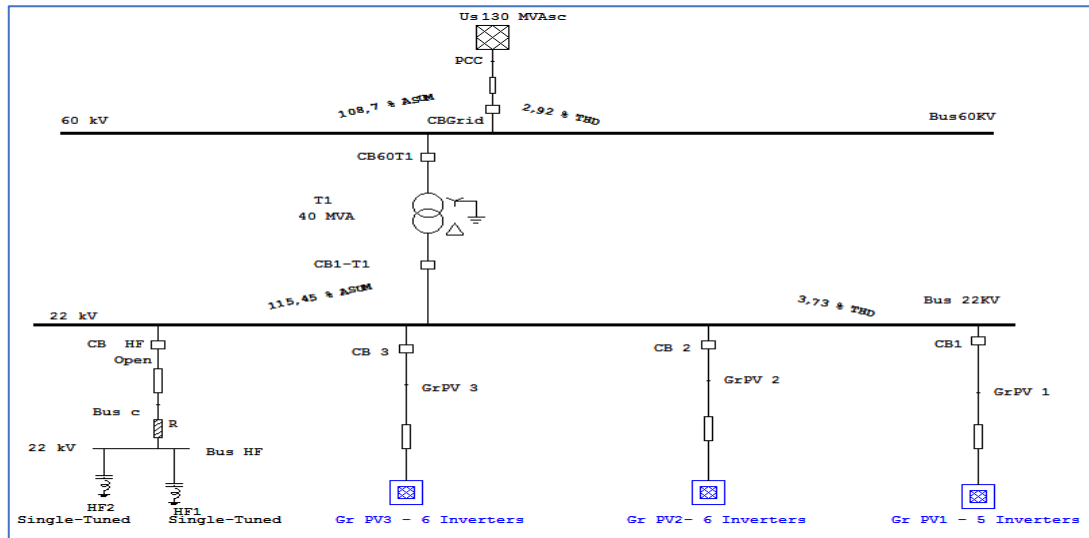 Us130 MVAsc
PCC
108,7 % ASUM
2,92 % THD
60 kV
CBGrid
Bus60KV
CB60T1
T1
40 MVA
CB1-T1
115,45 % ASUM
3,73 % THD
Bus 22KV
22 kV
CB HF
Open
CB 3
CB 2
CB1
GrPV 3
GrPV 2
GrPV 1
Bus c
R
22 kV
Bus HF
HF2
HF1
Single-Tuned
Single-Tuned
Gr PV3 - 6 Inverters
Gr PV2- 6 Inverters
Gr PV1 - 5 Inverters